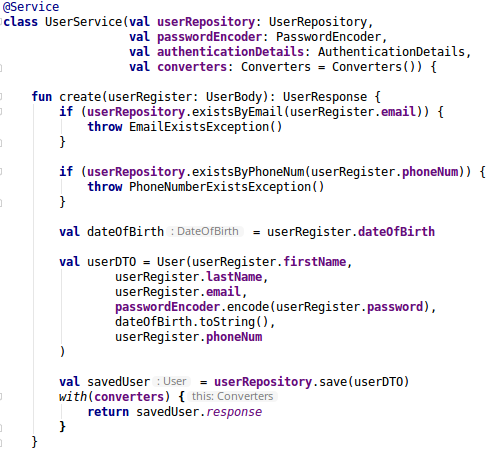 @Service
class UserService(val userRepository: UserRepository,
                  val passwordEncoder: PasswordEncoder,
                  val authenticationDetails: AuthenticationDetails,
                  val converters: Converters = Converters()) {
    fun create(userRegister: UserBody): UserResponse {
        if (userRepository.existsByEmail(userRegister.email)) {
            throw EmailExistsException()
        }
        if (userRepository.existsByPhoneNum(userRegister.phoneNum)) {
            throw PhoneNumberExistsException()
        }
        val dateOfBirth : DateOfBirth = userRegister.dateOfBirth
        val userDTO = User(userRegister.firstName,
                userRegister.lastName,
                userRegister.email,
                passwordEncoder.encode(userRegister.password),
                dateOfBirth.toString(),
                userRegister.phoneNum
        )
        val savedUser : User = userRepository.save(userDTO)
        with(converters) { this: Converters
            return savedUser.response
        }
    }